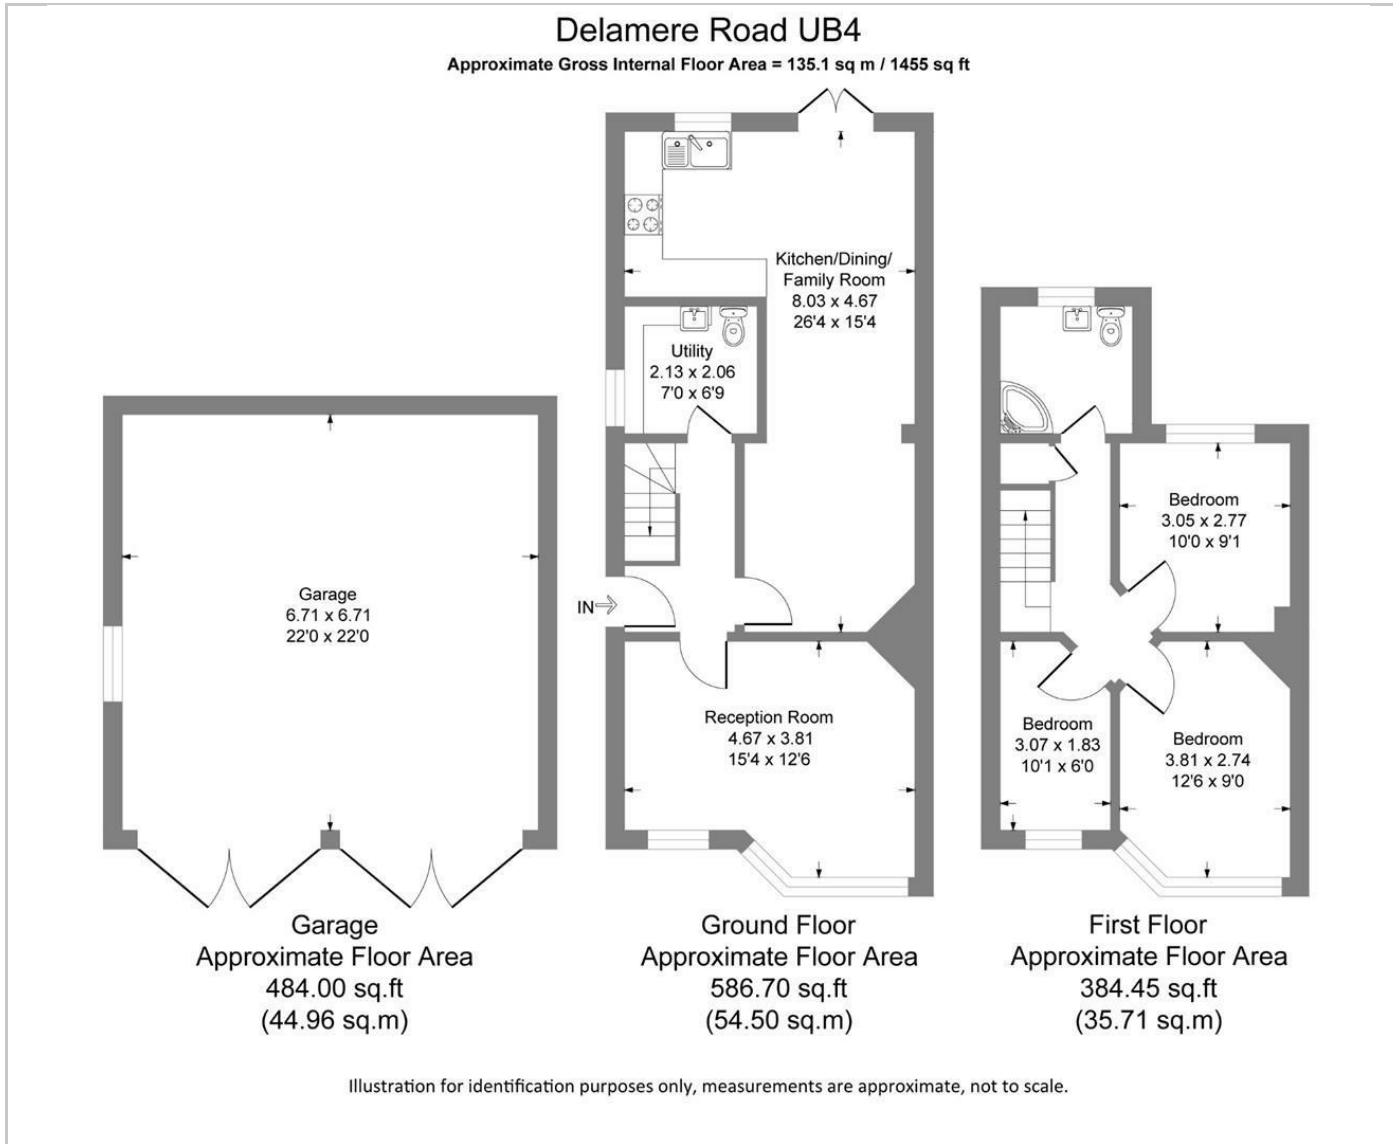 Delamere Road UB4
Approximate Gross Internal Floor Area = 135.1 sq m / 1455 sq ft
Kitchen/Dining/
Family Room
8.03 x 4.67
26'4 x 15'4
Utility
2.13 x 2.06
7'0 x 6'9
Garage
6.71 x 6.71
22'0 x 22'0
IN
Reception Room
4.67 x 3.81
15'4 x 12'6
Bedroom
3.05 x 2.77
10'0 x 9'1
Bedroom
3.07 x 1.83
10'1 x 6'0
Bedroom
3.81 x 2.74
12'6 x 9'0
Garage
Approximate Floor Area
484.00 sq.ft
(44.96 sq.m)
Ground Floor
Approximate Floor Area
586.70 sq.ft
(54.50 sq.m)
First Floor
Approximate Floor Area
384.45 sq.ft
(35.71 sq.m)
Illustration for identification purposes only, measurements are approximate, not to scale.